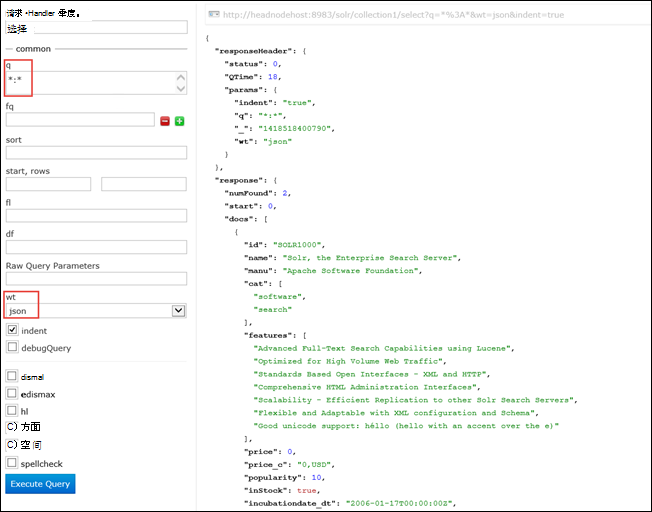 请求 -Handler 垂度。
选择
common
q
*:*
fq
sort
start, rows
fl
df
Raw Query Parameters
wt
json
indent
debugQuery
dismal
edismax
hl
C) 方面
C) 空间
spellcheck
Execute Query
http://headnodehost:8983/solr/collection1/select?q=*%3A*&wt=json&indent=true
{
"responseHeader": {
"status": 0,
"QTime": 18,
"params": {
"indent": "true",
"q": "*:*",
"_": "1418518400790",
"wt": "json"
}
},
"response": {
"numFound": 2,
"start": 0,
"docs": [
{
"id": "SOLR1000",
"name": "Solr, the Enterprise Search Server",
"manu": "Apache Software Foundation",
"cat": [
"software",
"search"
],
"features": [
"Advanced Full-Text Search Capabilities using Lucene",
"Optimized for High Volume Web Traffic",
"Standards Based Open Interfaces - XML and HTTP",
"Comprehensive HTML Administration Interfaces",
"Scalability - Efficient Replication to other Solr Search Servers",
"Flexible and Adaptable with XML configuration and Schema",
"Good unicode support: héllo (hello with an accent over the e)"
],
"price": 0,
"price_c": "0,USD",
"popularity": 10,
"inStock": true,
"incubationdate_dt": "2006-01-17T00:00:00Z",